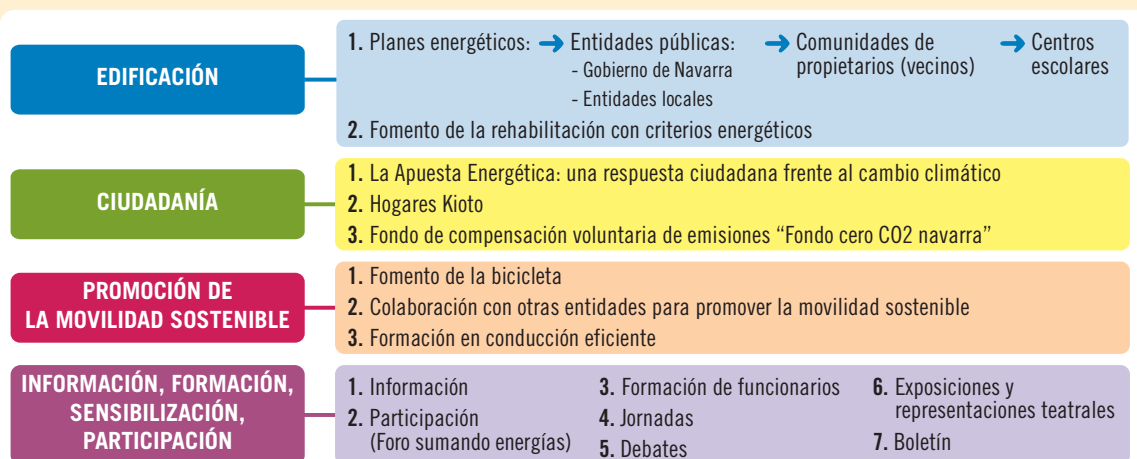 EDIFICACIÓN
1. Planes energéticos: → Entidades públicas:
- Gobierno de Navarra
- Entidades locales
→ Comunidades de
propietarios (vecinos)
→ Centros
escolares
2. Fomento de la rehabilitación con criterios energéticos
CIUDADANÍA
1. La Apuesta Energética: una respuesta ciudadana frente al cambio climático
2. Hogares Kioto
3. Fondo de compensación voluntaria de emisiones “Fondo cero CO2 navarra”
PROMOCIÓN DE
LA MOVILIDAD SOSTENIBLE
1. Fomento de la bicicleta
2. Colaboración con otras entidades para promover la movilidad sostenible
3. Formación en conducción eficiente
INFORMACIÓN, FORMACIÓN,
SENSIBILIZACIÓN,
PARTICIPACIÓN
1. Información
2. Participación
(Foro sumando energías)
3. Formación de funcionarios
4. Jornadas
5. Debates
6. Exposiciones y
representaciones teatrales
7. Boletín